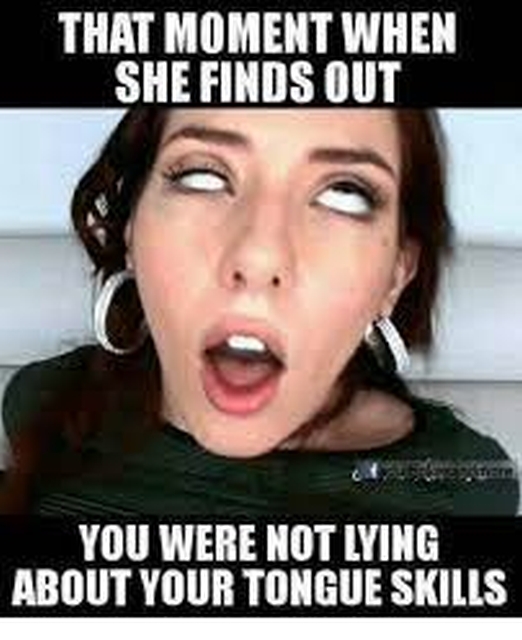 THAT MOMENT WHEN
SHE FINDS OUT
YOU WERE NOT LYING
ABOUT YOUR TONGUE SKILLS